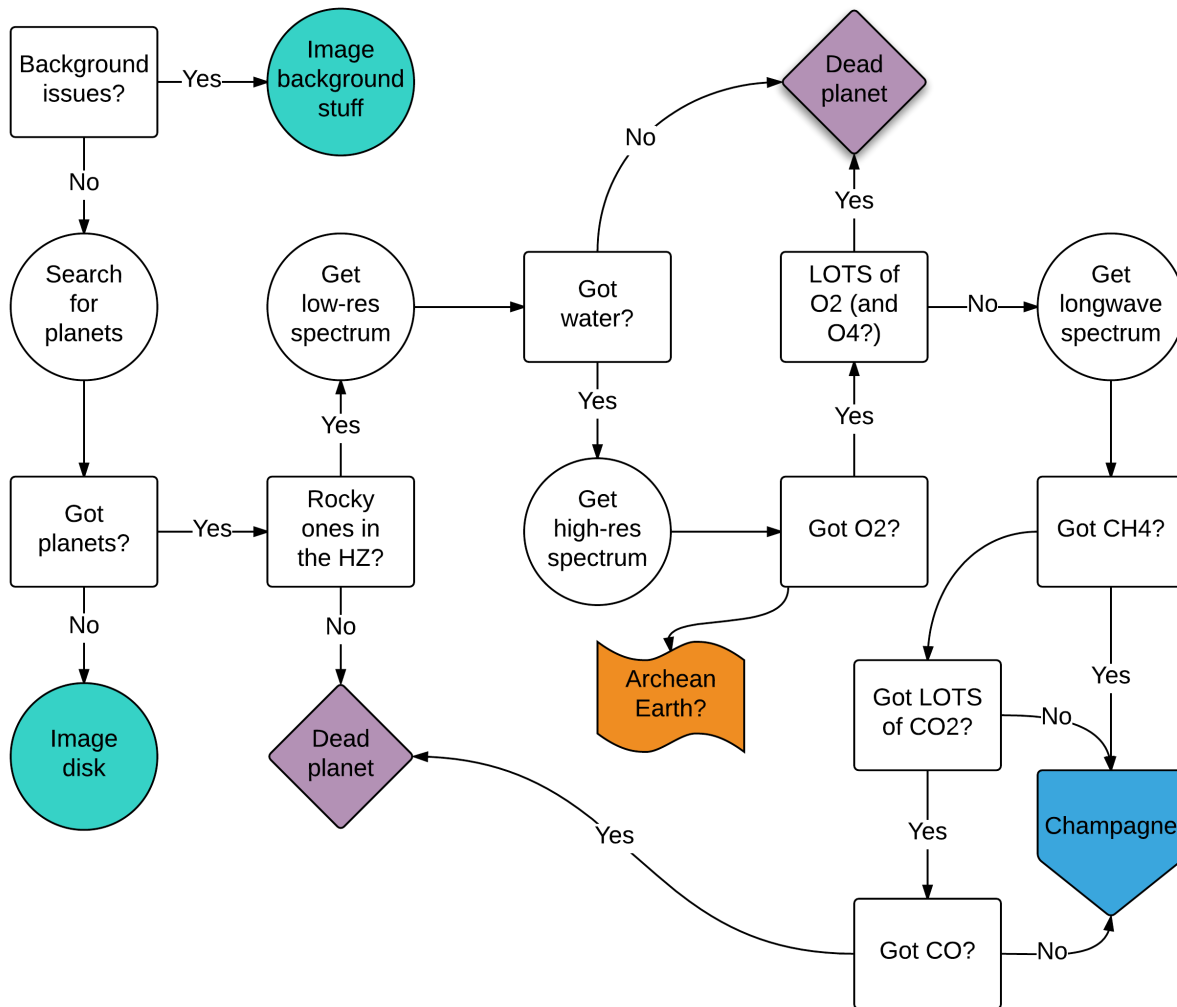 Background
issues?
Yes
Image
background
stuff
No
Search
for
planets
Got
planets?
Yes
No
Image
disk
Rocky
ones in
the HZ?
Yes
No
Dead
planet
Get
low-res
spectrum
Got
water?
No
Yes
Dead
planet
Get
high-res
spectrum
Got O2?
Yes
Archean
Earth?
LOTS of
O2 (and
O4?)
Yes
No
Get
longwave
spectrum
Got CH4?
Yes
Got LOTS
of CO2?
No
Yes
Champagne
Got CO?
Yes
No